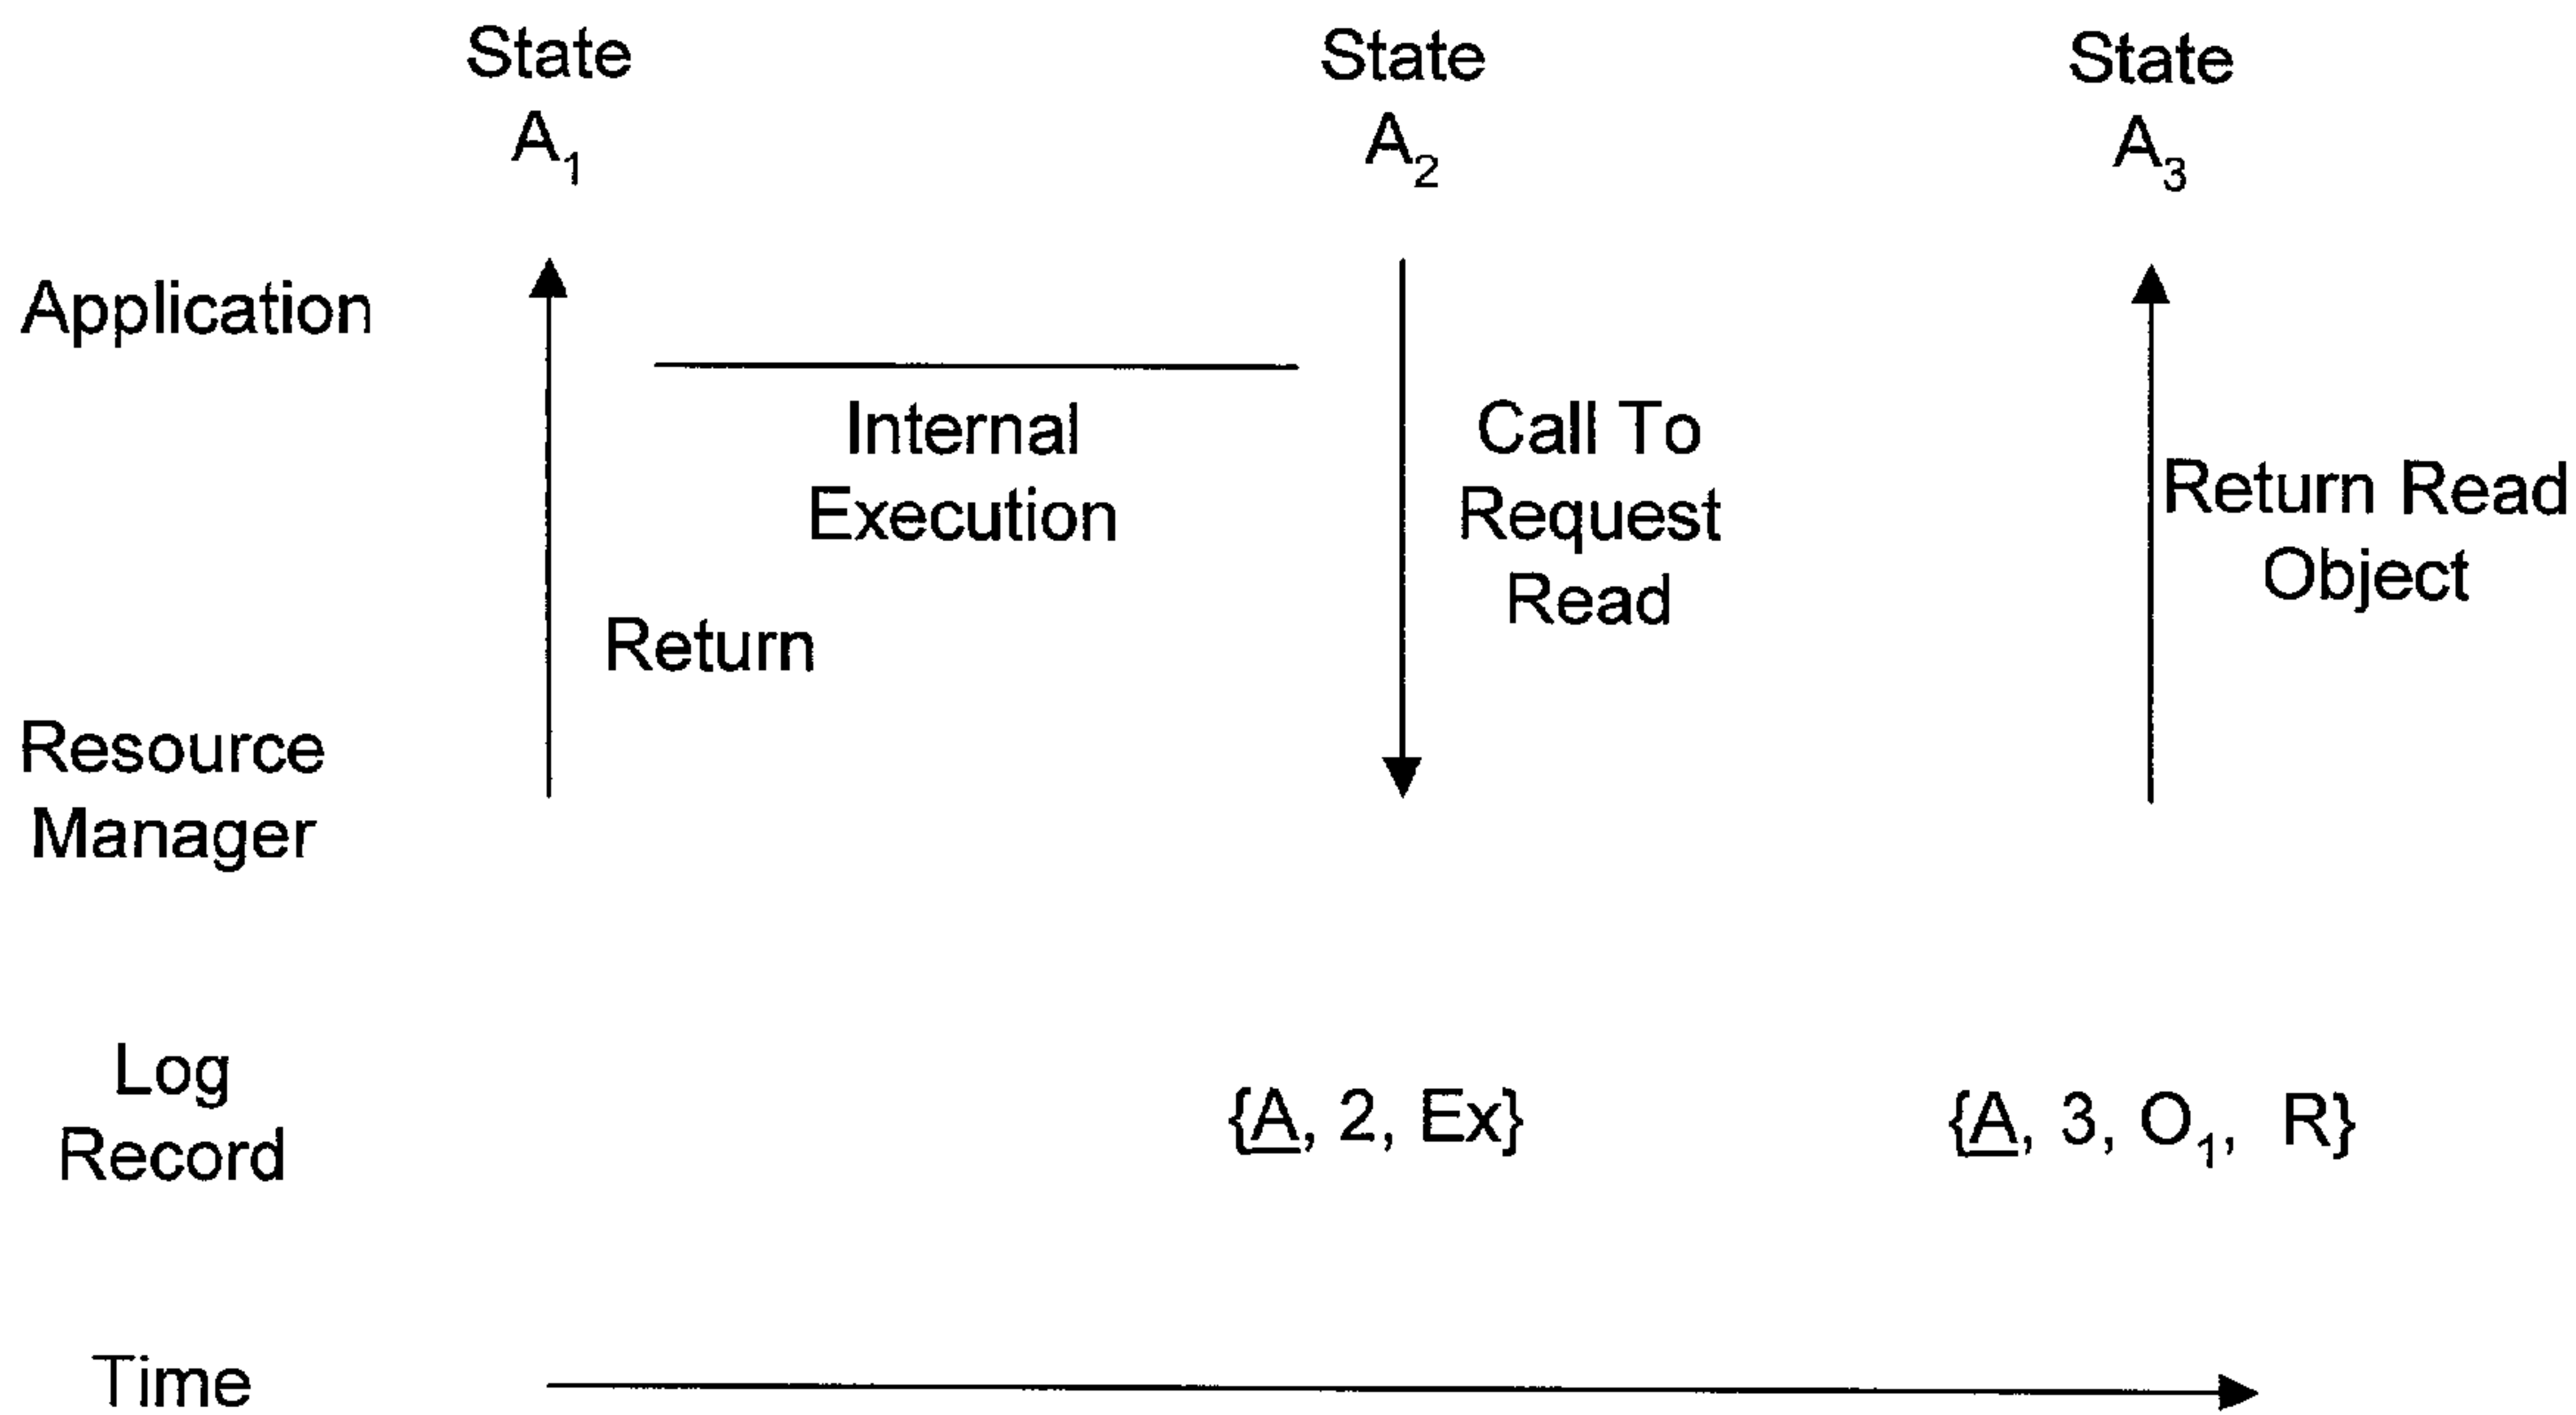 State
A₁
State
A₂
State
A₃
Application
Internal
Execution
Call To
Request
Read
Return Read
Object
Return
Resource
Manager
Log
Record
{A, 2, Ex}
{A, 3, O₁, R}
Time